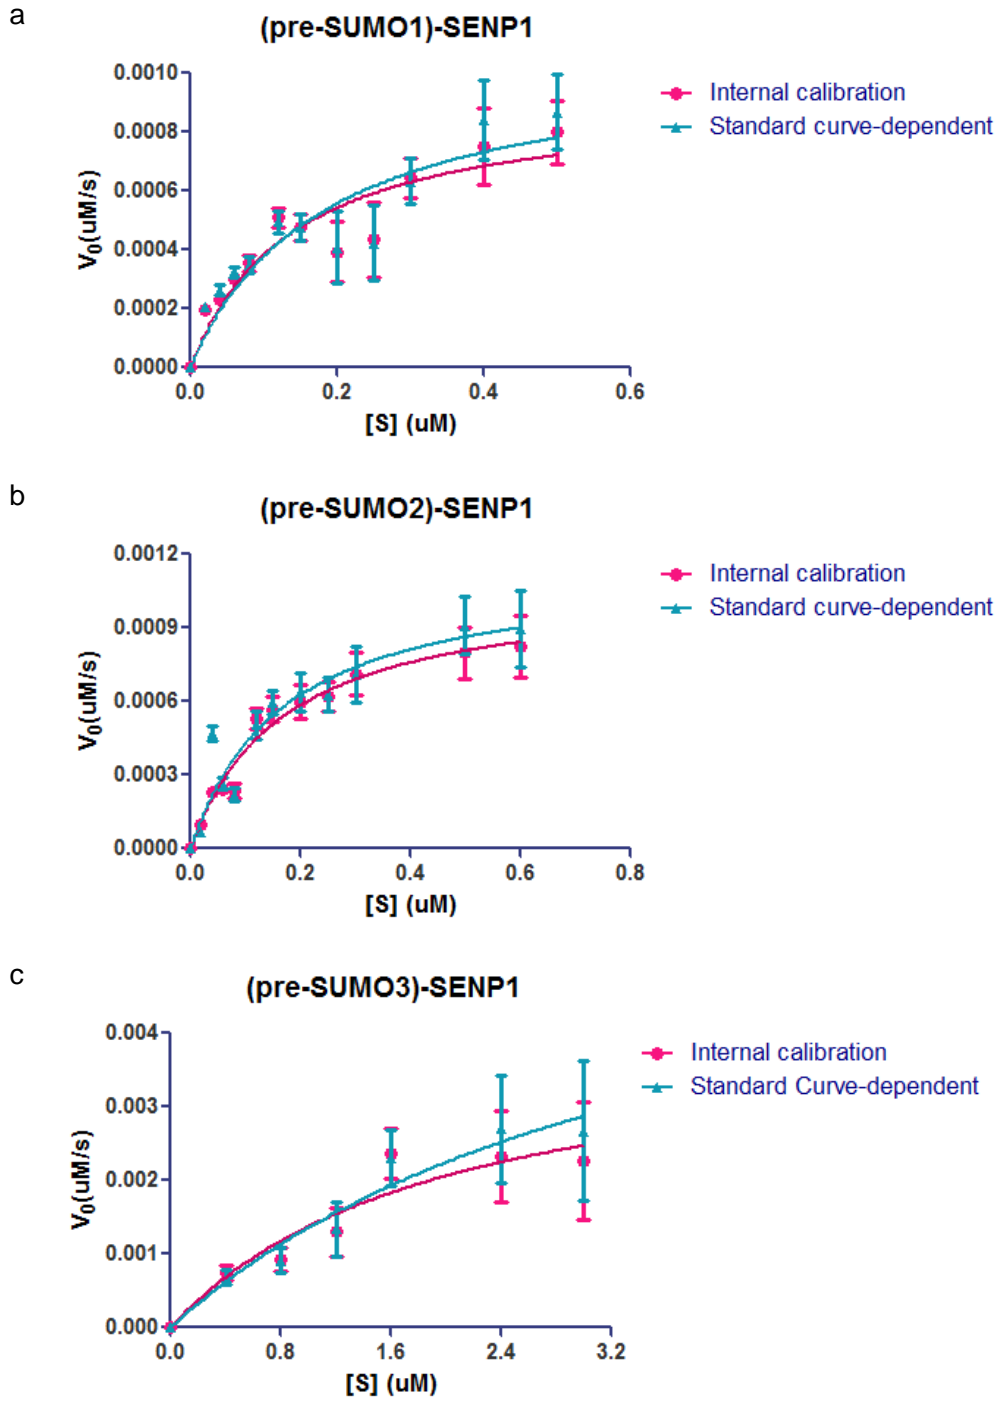 a
(pre-SUMO1)-SENP1
0.0010
0.0008
0.0006
0.0004
0.0002
0.0000
V0(uM/s)
0.0 0.2 0.4 0.6
[S] (uM)
Internal calibration
Standard curve-dependent
b
(pre-SUMO2)-SENP1
0.0012
0.0009
0.0006
0.0003
0.0000
V0(uM/s)
0.0 0.2 0.4 0.6 0.8
[S] (uM)
Internal calibration
Standard curve-dependent
c
(pre-SUMO3)-SENP1
0.004
0.003
0.002
0.001
0.000
V0(uM/s)
0.0 0.8 1.6 2.4 3.2
[S] (uM)
Internal calibration
Standard Curve-dependent